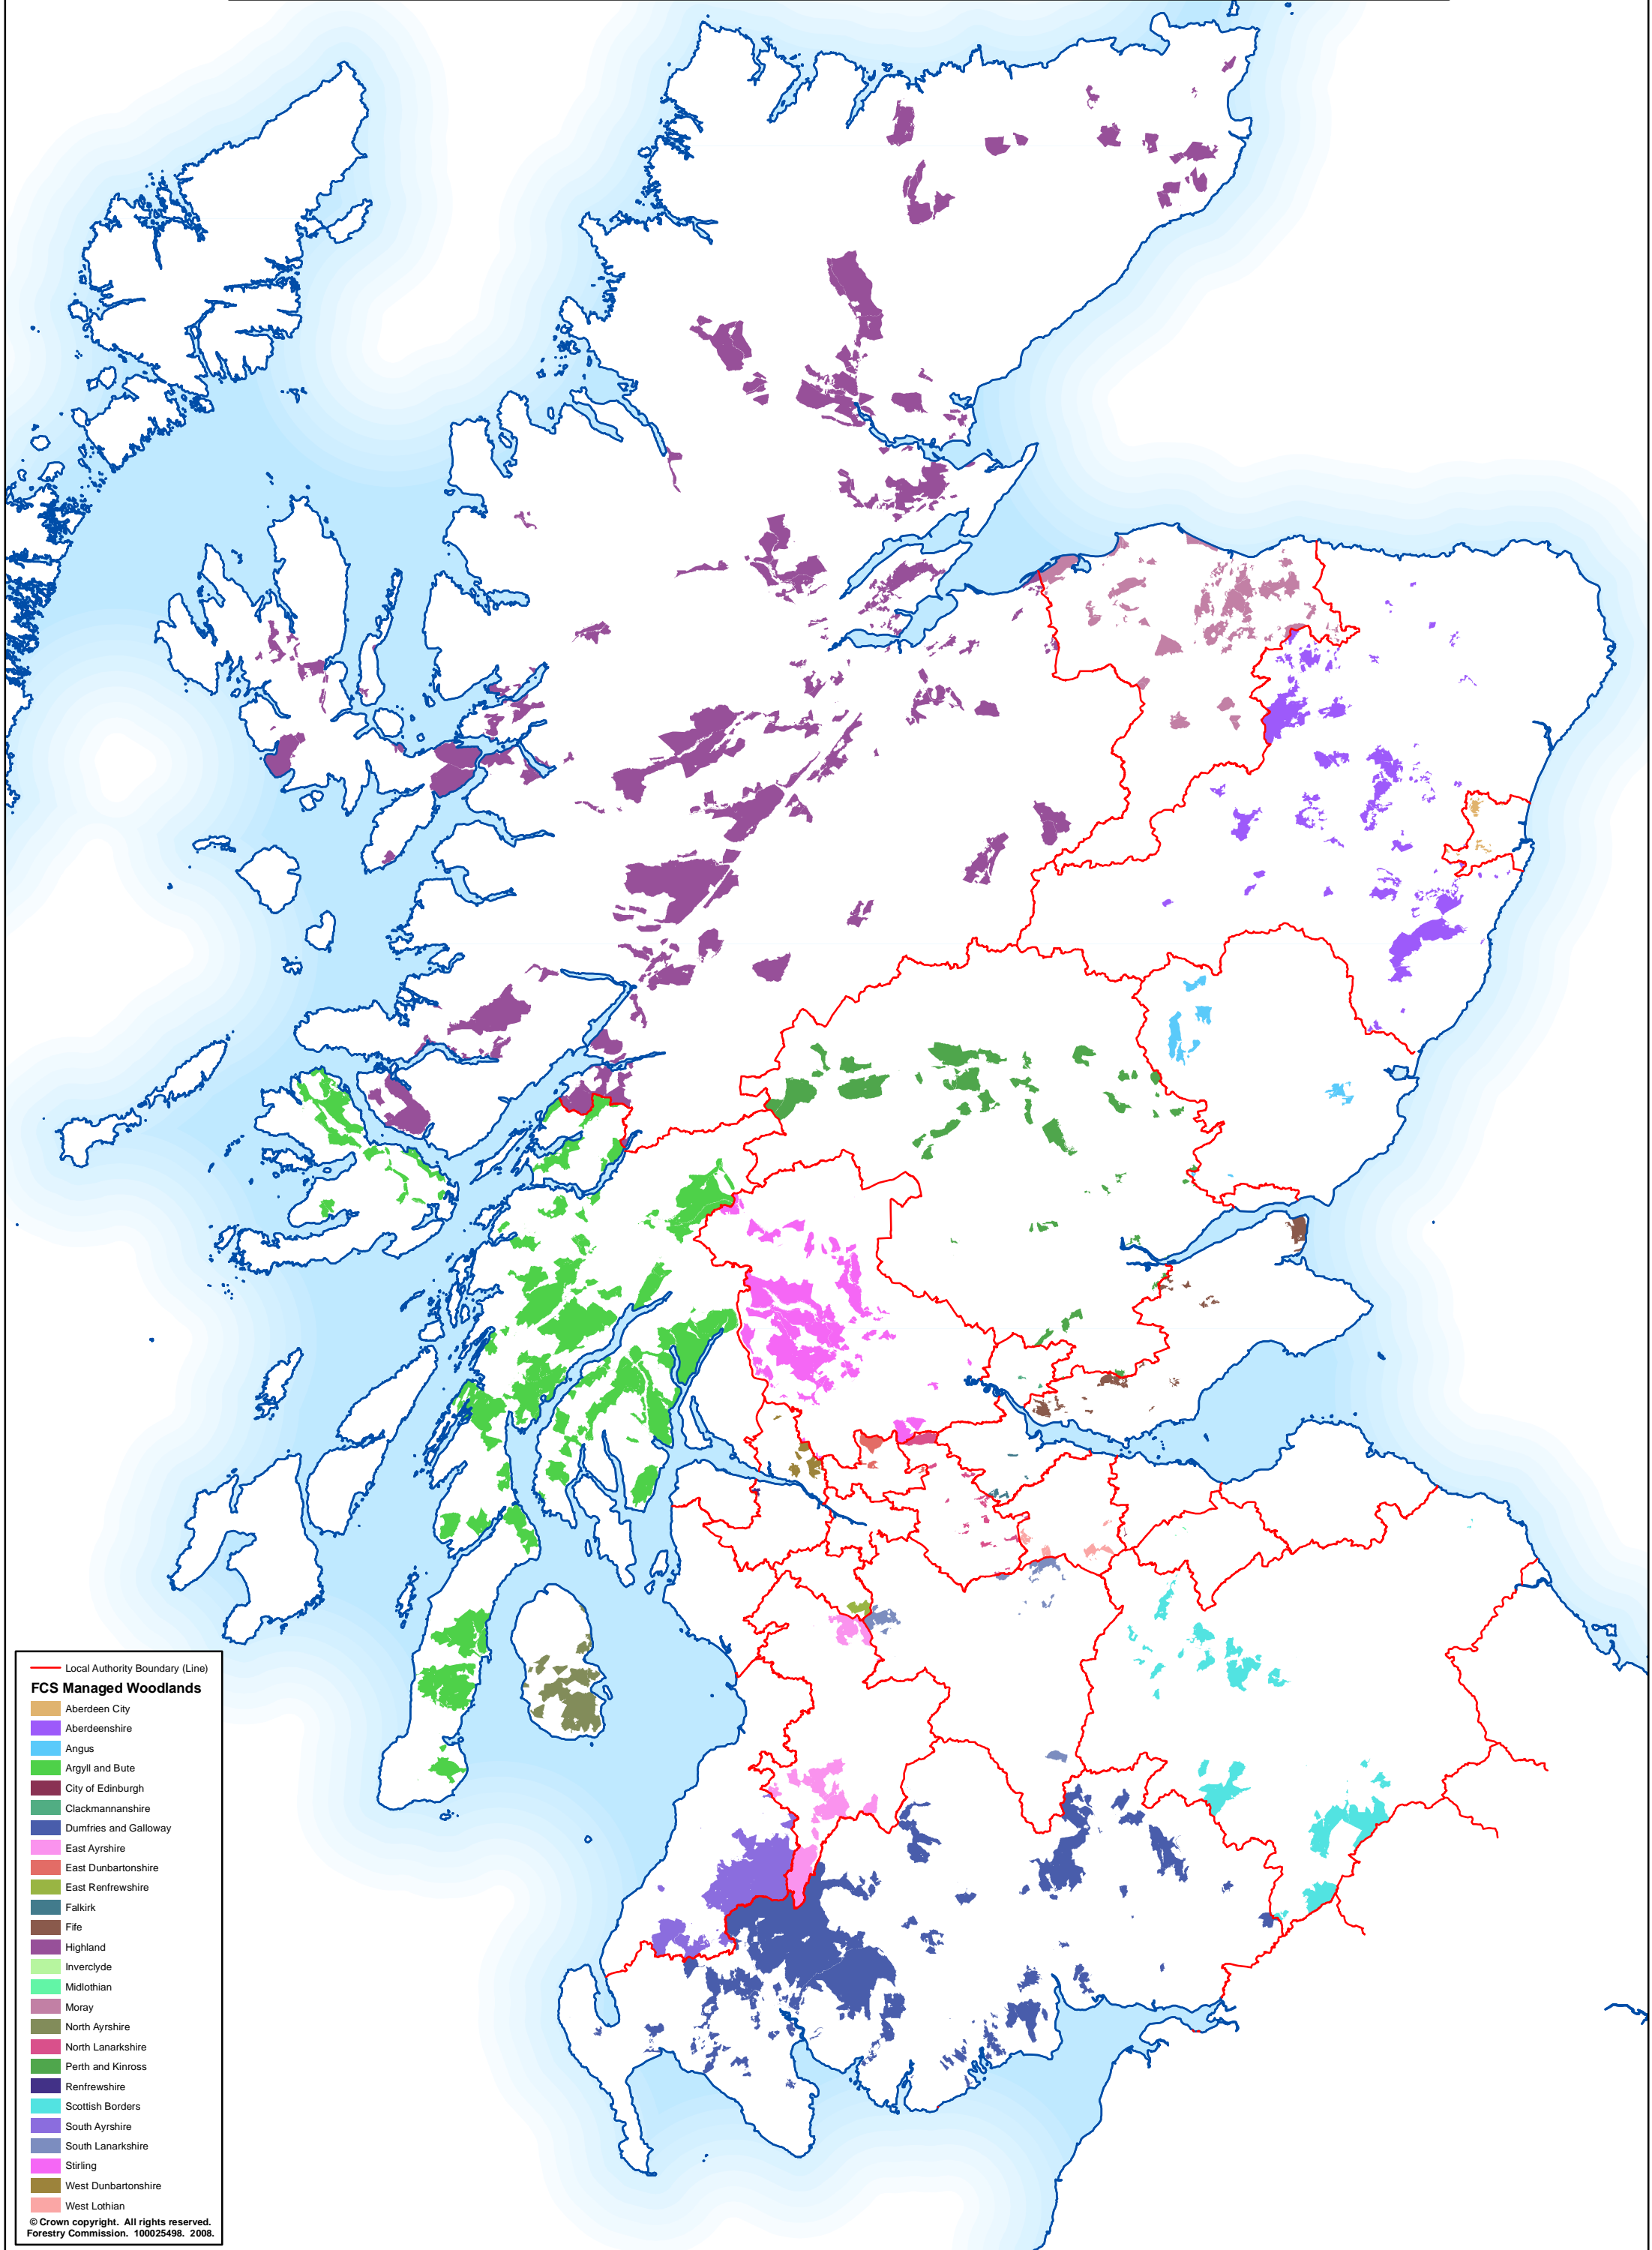 Local Authority Boundary (Line)
FCS Managed Woodlands
Aberdeen City
Aberdeenshire
Angus
Argyll and Bute
City of Edinburgh
Clackmannanshire
Dumfries and Galloway
East Ayrshire
East Dunbartonshire
East Renfrewshire
Falkirk
Fife
Highland
Inverclyde
Midlothian
Moray
North Ayrshire
North Lanarkshire
Perth and Kinross
Renfrewshire
Scottish Borders
South Ayrshire
South Lanarkshire
Stirling
West Dunbartonshire
West Lothian
© Crown copyright. All rights reserved.
Forestry Commission. 100025498. 2008.